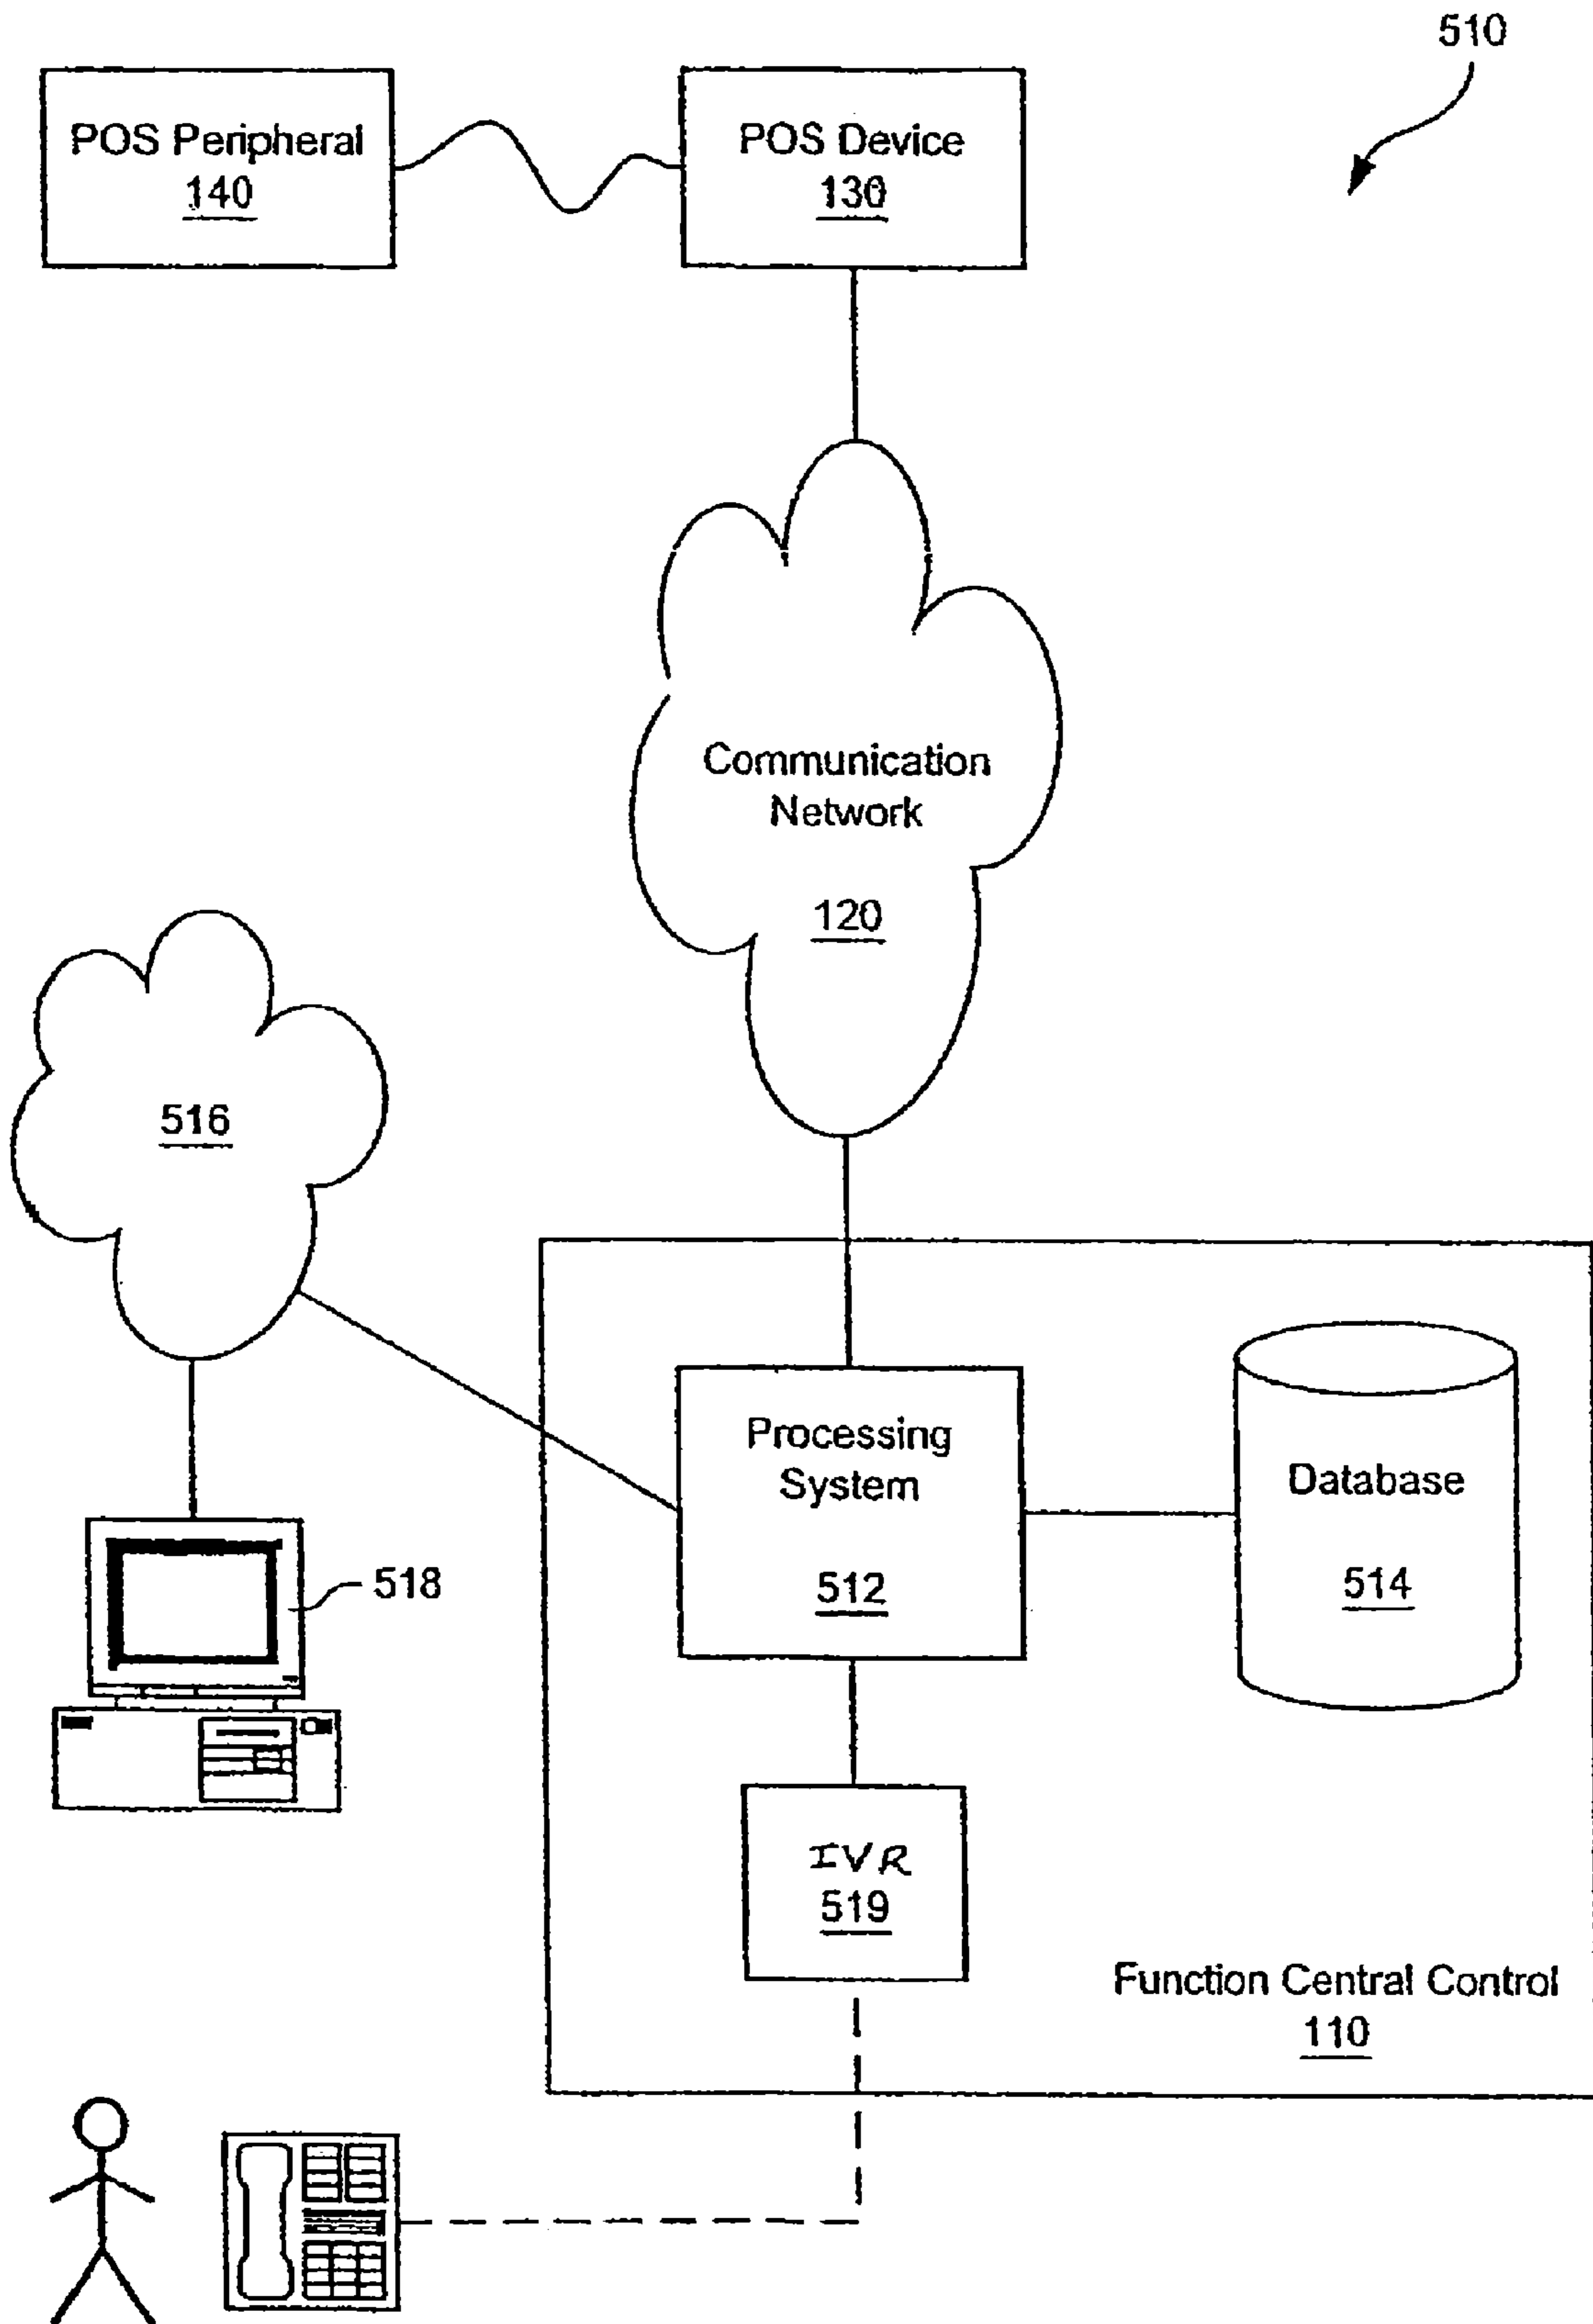 510
POS Peripheral
140
POS Device
130
Communication
Network
120
516
Processing
System
512
Database
514
518
IVR
519
Function Central Control
110